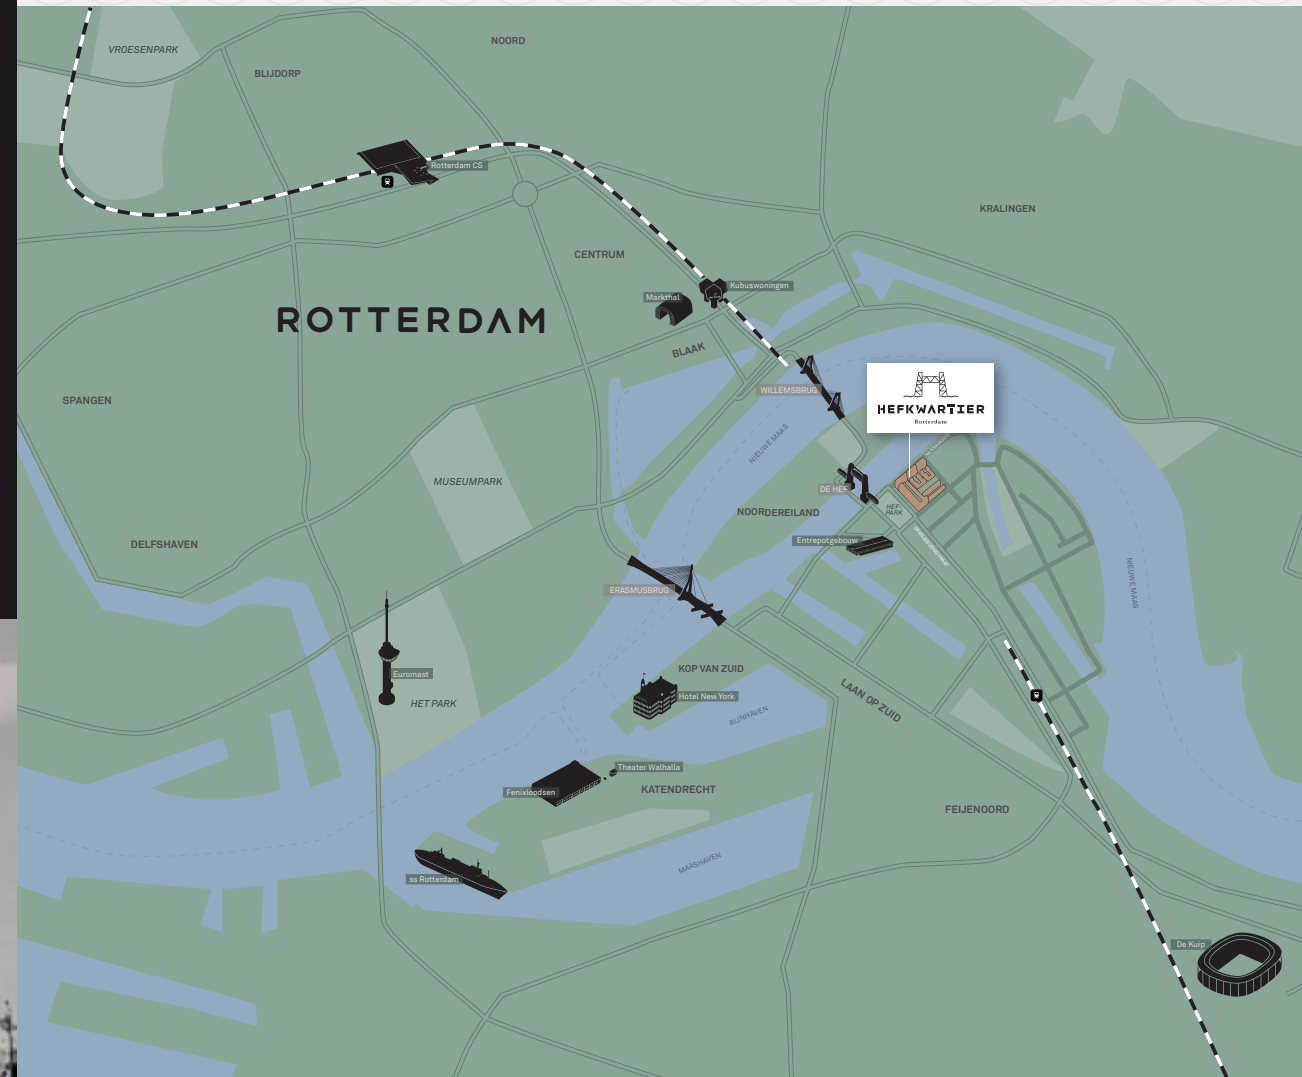 NOORD
VROESENPARK
BLIJDORP
Rotterdam CS
KRALINGEN
CENTRUM
Kubuswoningen
Markthal
ROTTERDAM
BLAAK
WILLEMSBRUG
SPANGEN
HEFKWARTIER
Rotterdam
NIEUWE MAAS
MUSEUMPARK
DE HEF
HEF-
PARK
NOORDEREILAND
Entrepotgebouw
DELFSHAVEN
NIEUWE MAAS
ERASMUSBRUG
KOP VAN ZUID
Euromast
Hotel New York
HET PARK
LAAN OP ZUID
RIJNHAVEN
Theater Walhalla
Fenixloodsen
KATENDRECHT
FEIJENOORD
MAASHAVEN
ss Rotterdam
De Kuip